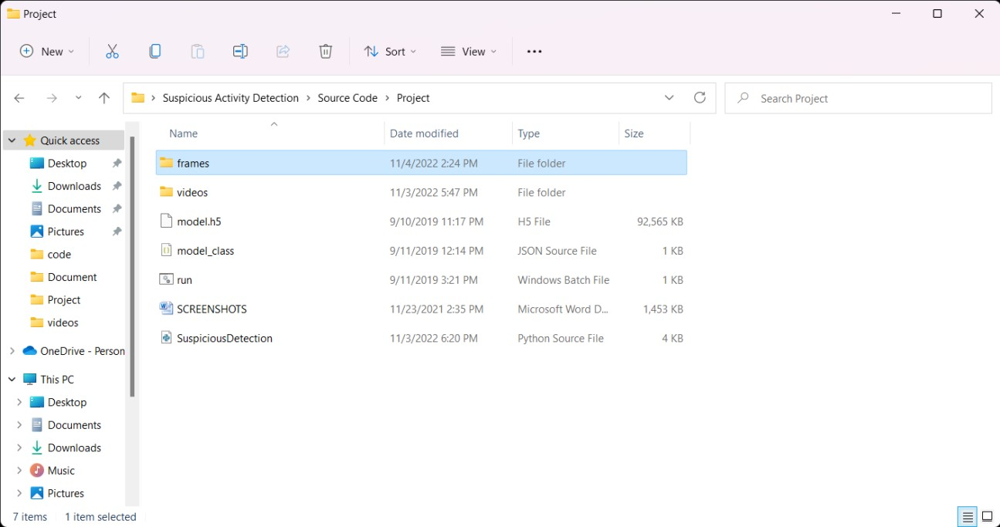 Project
New
Sort
View
Suspicious Activity Detection > Source Code > Project
Search Project
Name Date modified Type Size
Quick access
Desktop
Downloads
Documents
Pictures
code
Document
Project
videos
OneDrive - Person
This PC
Desktop
Documents
Downloads
Music
Pictures
frames 11/4/2022 2:24 PM File folder
videos 11/3/2022 5:47 PM File folder
model.h5 9/10/2019 11:17 PM H5 File 92,565 KB
model_class 9/11/2019 12:14 PM JSON Source File 1 KB
run 9/11/2019 3:21 PM Windows Batch File 1 KB
SCREENSHOTS 11/23/2021 2:35 PM Microsoft Word D... 1,453 KB
SuspiciousDetection 11/3/2022 6:20 PM Python Source File 4 KB
7 items 1 item selected